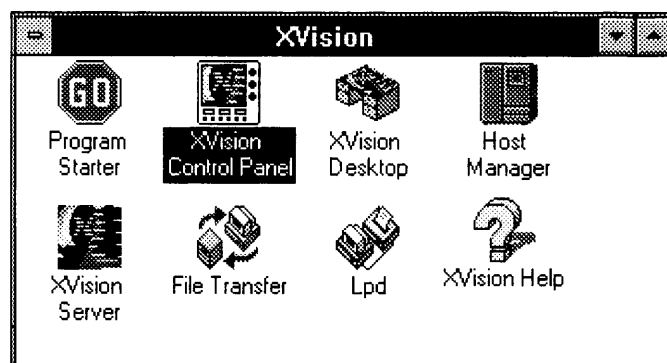 XVision
GO
Program
Starter
XVision
Control Panel
XVision
Desktop
Host
Manager
XVision
Server
File Transfer
Lpd
XVision Help